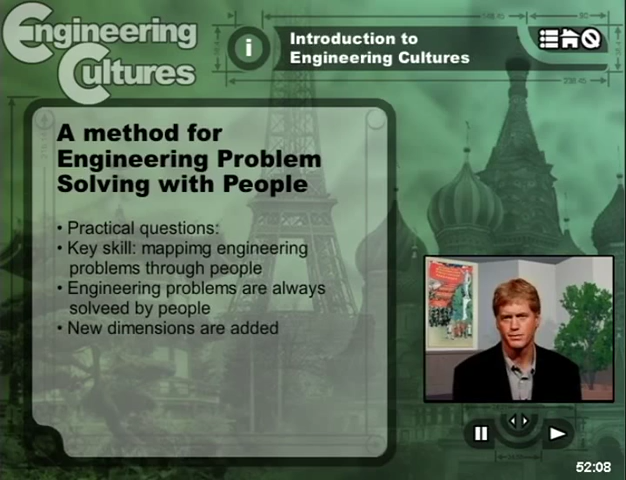 Engineering
Cultures
i
Introduction to
Engineering Cultures
A method for
Engineering Problem
Solving with People
• Practical questions:
• Key skill: mappimg engineering
problems through people
• Engineering problems are always
solveed by people
• New dimensions are added
52:08